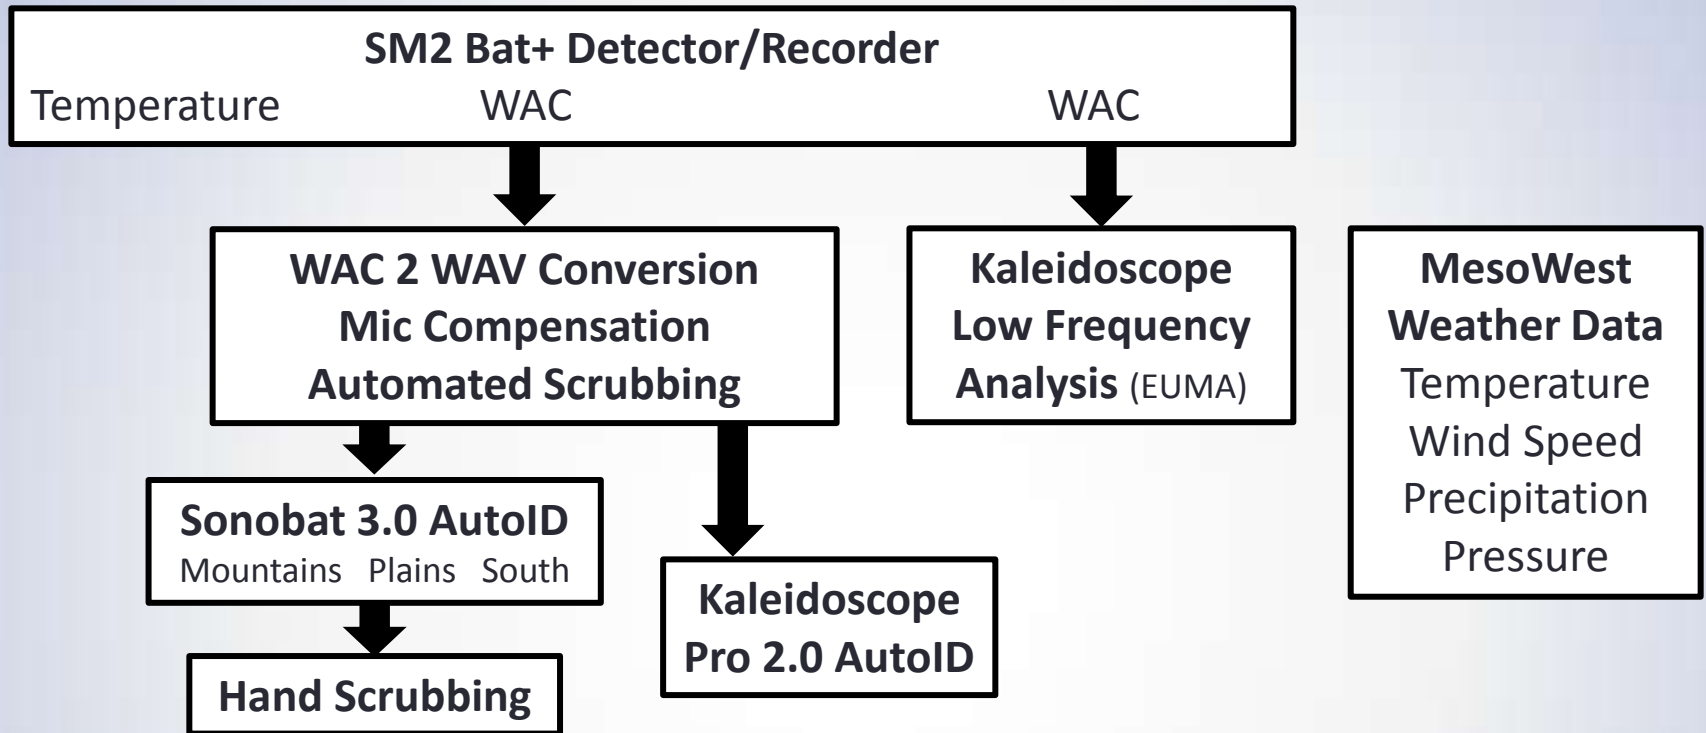 SM2 Bat+ Detector/Recorder
Temperature WAC WAC
WAC 2 WAV Conversion
Mic Compensation
Automated Scrubbing
Kaleidoscope
Low Frequency
Analysis (EUMA)
MesoWest
Weather Data
Temperature
Wind Speed
Precipitation
Pressure
Sonobat 3.0 AutoID
Mountains Plains South
Kaleidoscope
Pro 2.0 AutoID
Hand Scrubbing